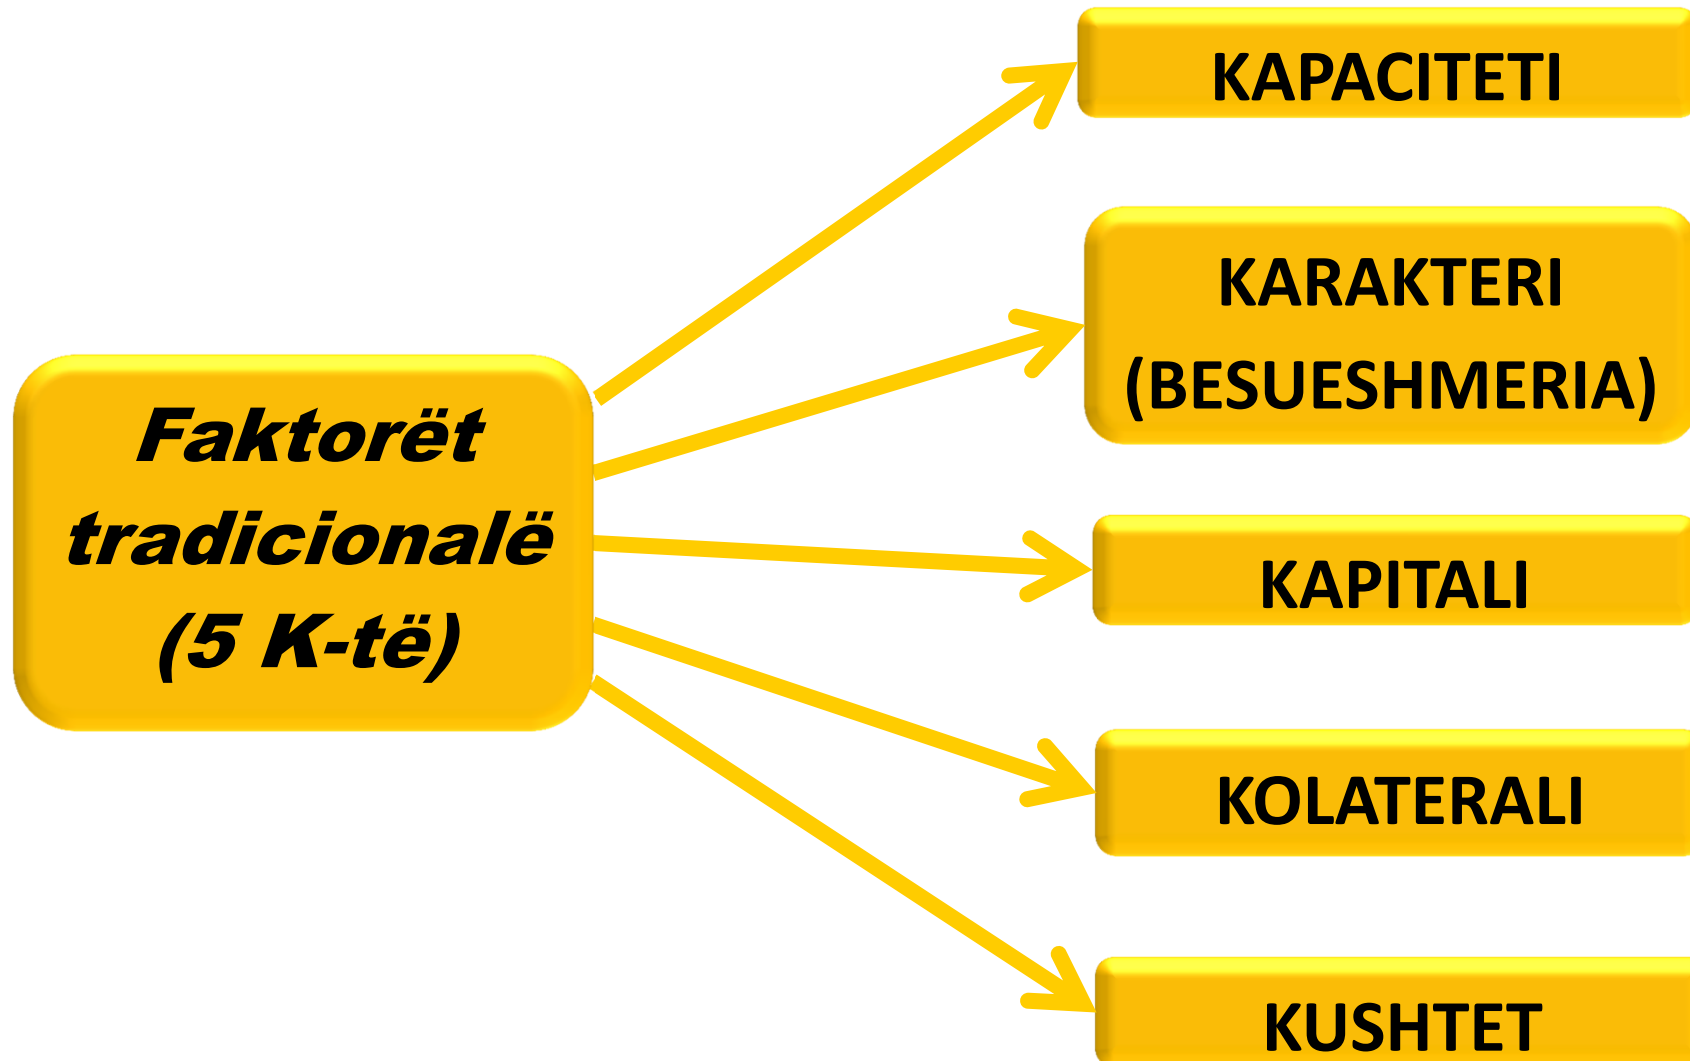 Faktorët
tradicionalë
(5 K-të)
KAPACITETI
KARAKTERI
(BESUESHMERIA)
KAPITALI
KOLATERALI
KUSHTET